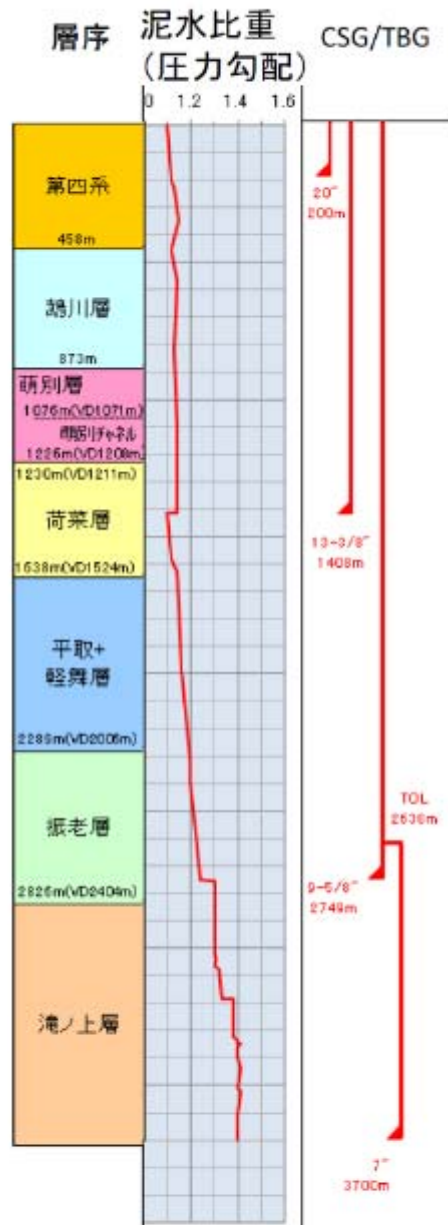 層序
泥水比重
(圧力勾配)
CSG/TBG
0 1.2 1.4 1.6
第四系
458m
鵡川層
873m
萌別層
1076m(VD1071m)
萌別チャネル
1226m(VD1208m)
1230m(VD1211m)
荷菜層
1638m(VD1524m)
平取+
軽舞層
2289m(VD2006m)
振老層
2826m(VD2404m)
滝ノ上層
20"
200m
13-3/8"
1408m
TOL
2638m
9-5/8"
2749m
7"
3700m